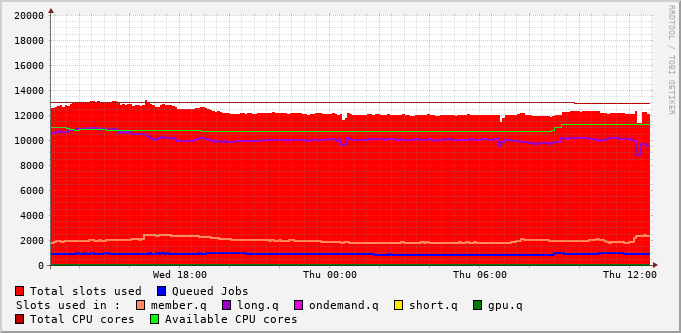 RRDTOOL / TOBI OETIKER
20000
18000
16000
14000
12000
10000
8000
6000
4000
2000
0
Wed 18:00 Thu 00:00 Thu 06:00 Thu 12:00
Total slots used Queued Jobs
Slots used in : member.q long.q ondemand.q short.q gpu.q
Total CPU cores Available CPU cores